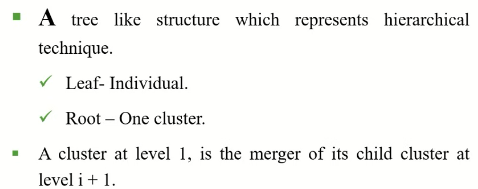 A tree like structure which represents hierarchical
technique.
Leaf- Individual.
Root – One cluster.
A cluster at level 1, is the merger of its child cluster at
level i + 1.